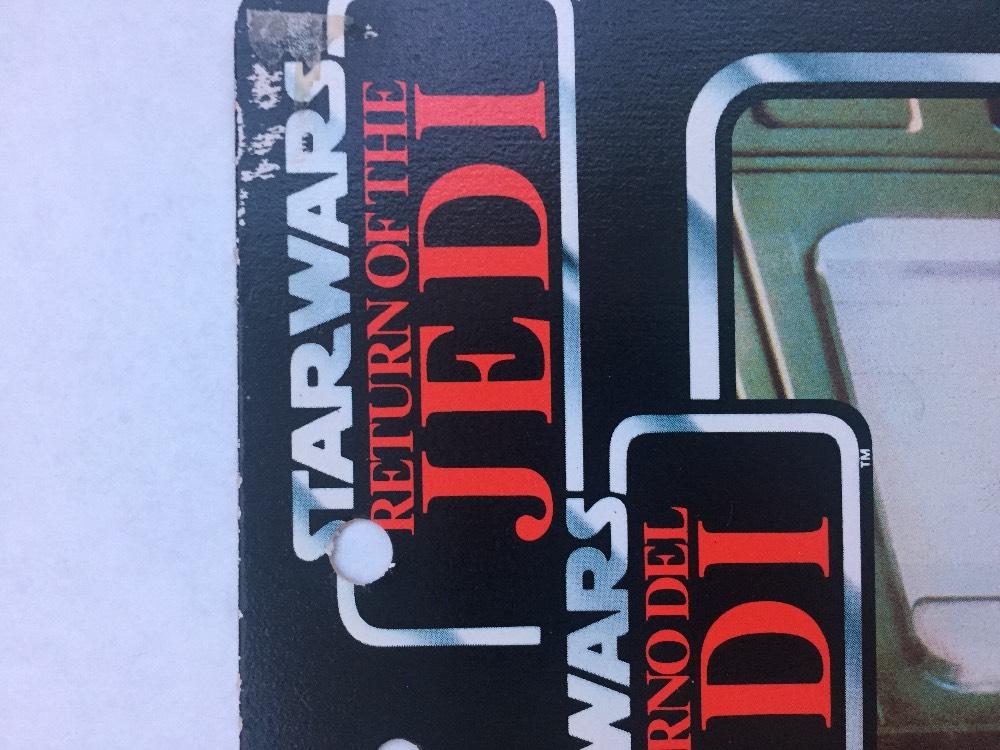 STAR WARS
RETURN OF THE
JEDI
WARS
RNO DEL
DI
TM